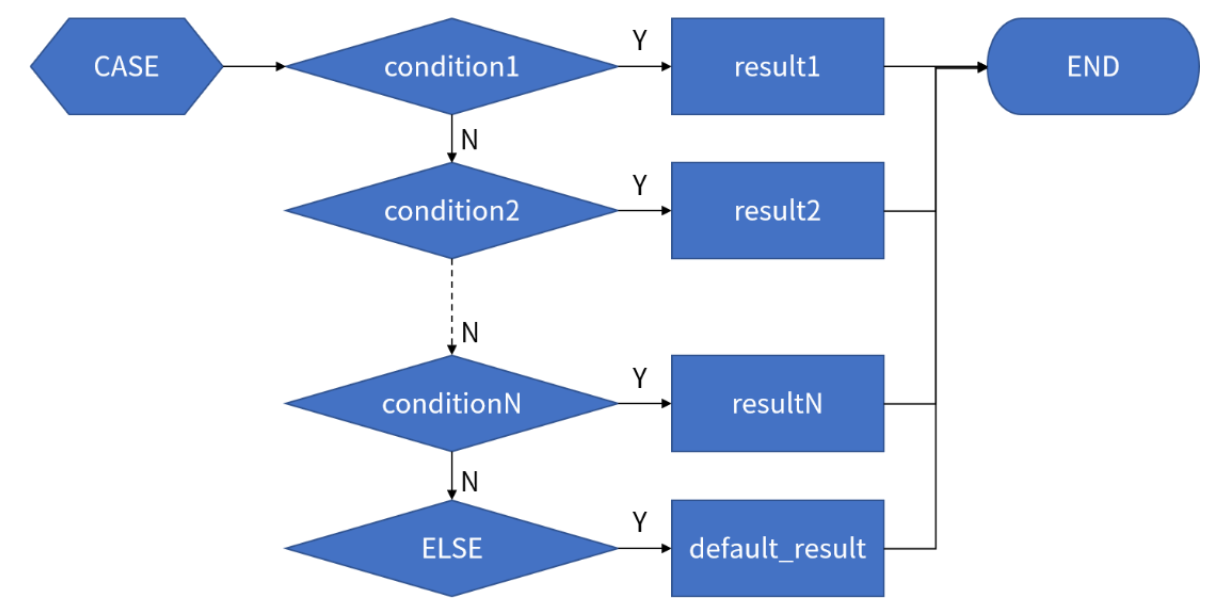 CASE
condition1
Y
result1
END
N
condition2
Y
result2
N
conditionN
Y
resultN
N
ELSE
Y
default_result